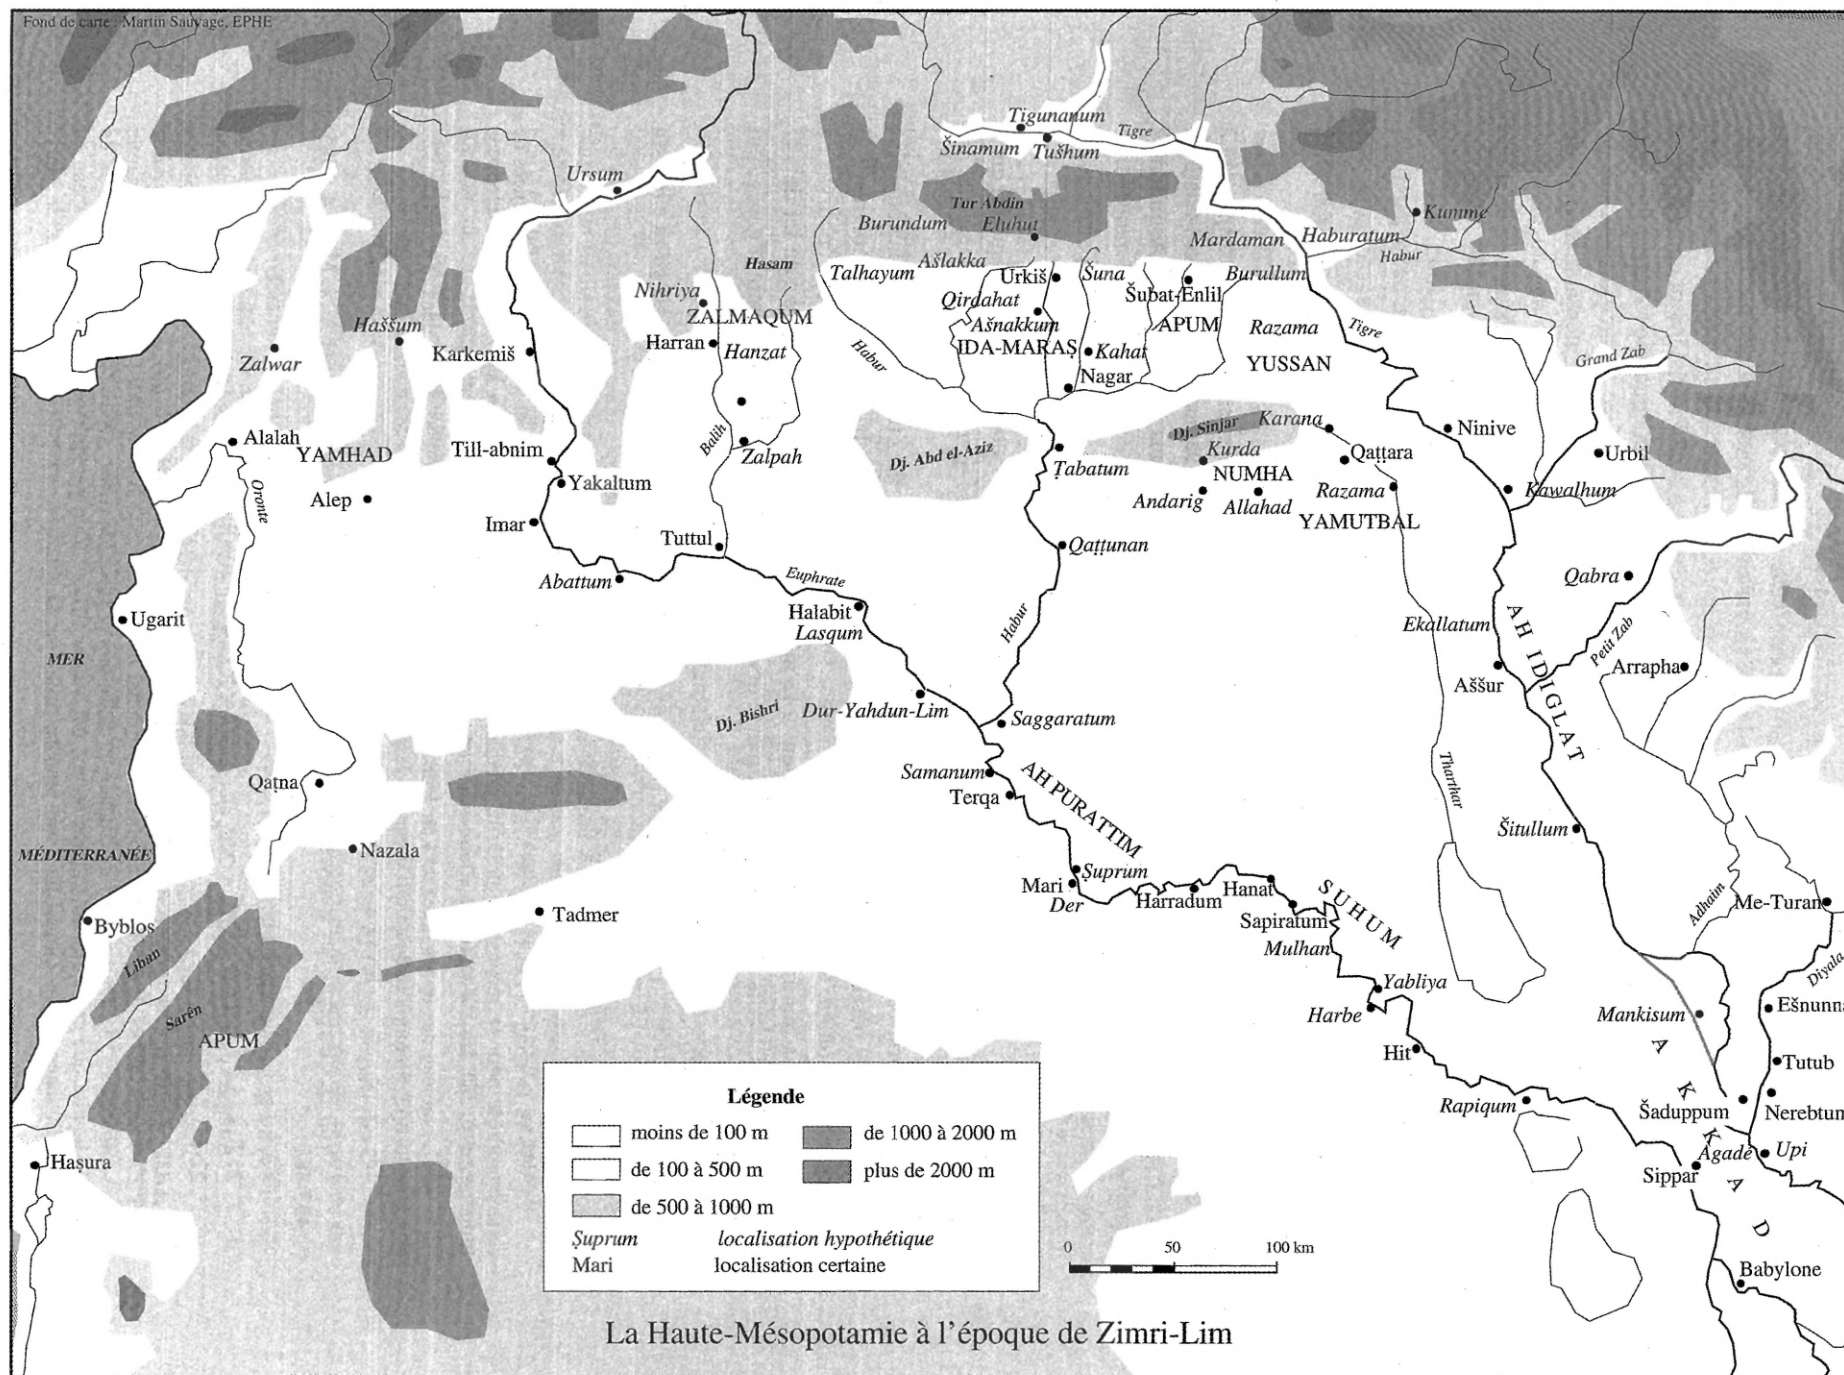 Fond de carte : Martin Sauvage, EPHE
Tigunanum
Tigre
Šinamum
Tušhum
Ursum
Tur Abdin
Burundum
Eluhut
Kumme
Mardaman
Haburatum
Habur
Hasam
Talhayum
Ašlakka
Urkiš
Šuna
Burullum
Nihriya
Qirdahat
Šubat-Enlil
ZALMAQUM
Haššum
Ašnakkum
APUM
Razama
Tigre
Karkemiš
Harran
Hanzat
Habur
IDA-MARAṢ
Kahat
YUSSAN
Grand Zab
Zalwar
Nagar
Alalah
YAMHAD
Till-abnim
Balih
Zalpah
Dj. Abd el-Aziz
Ṭabatum
Dj. Sinjar
Karana
Kurda
Qaṭṭara
Ninive
Urbil
Oronte
Alep
Yakaltum
NUMHA
Andarig
Allahad
Razama
Kawalhum
YAMUTBAL
Imar
Tuttul
Qaṭṭunan
Abattum
Euphrate
Qabra
Ugarit
Halabit
Lasqum
Habur
Ekallatum
AH IDIGLAT
Petit Zab
MER
Arrapha
Aššur
Dj. Bishri
Dur-Yahdun-Lim
Saggaratum
Qaṭna
Samanum
Terqa
AH PURATTIM
Tharthar
MÉDITERRANÉE
Nazala
Šitullum
Ṣuprum
Mari
Der
Harradum
Hanat
SUHUM
Adhaim
Me-Turan
Byblos
Tadmer
Sapiratum
Mulhan
Liban
Diyala
Yabliya
Harbe
Sarên
APUM
Mankisum
Ešnunn
Hit
AKKAD
Tutub
Rapiqum
Šaduppum
Nerebtum
Haṣura
Agadé
Upi
Sippar
Babylone
Légende
moins de 100 m
de 1000 à 2000 m
de 100 à 500 m
plus de 2000 m
de 500 à 1000 m
Ṣuprum localisation hypothétique
Mari localisation certaine
0 50 100 km
La Haute-Mésopotamie à l'époque de Zimri-Lim